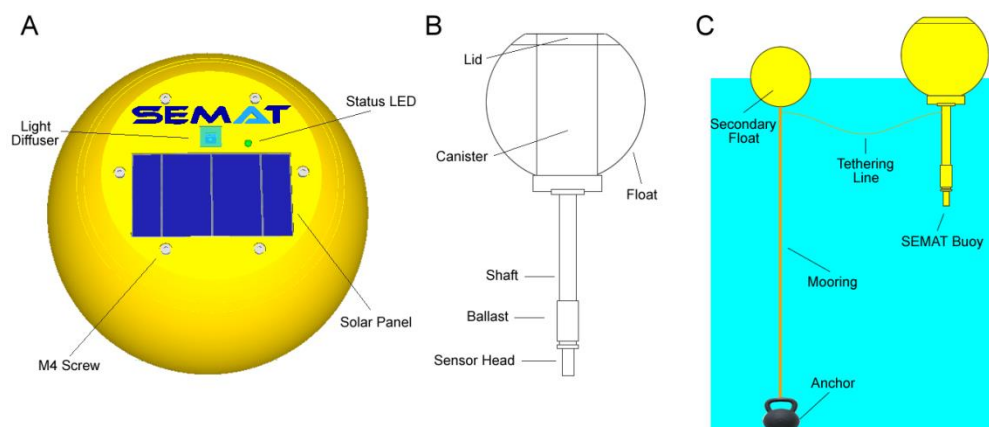 A
SEMAT
Status LED
Light
Diffuser
Solar Panel
M4 Screw
B
Lid
Canister
Float
Shaft
Ballast
Sensor Head
C
Secondary
Float
Tethering
Line
SEMAT Buoy
Mooring
Anchor